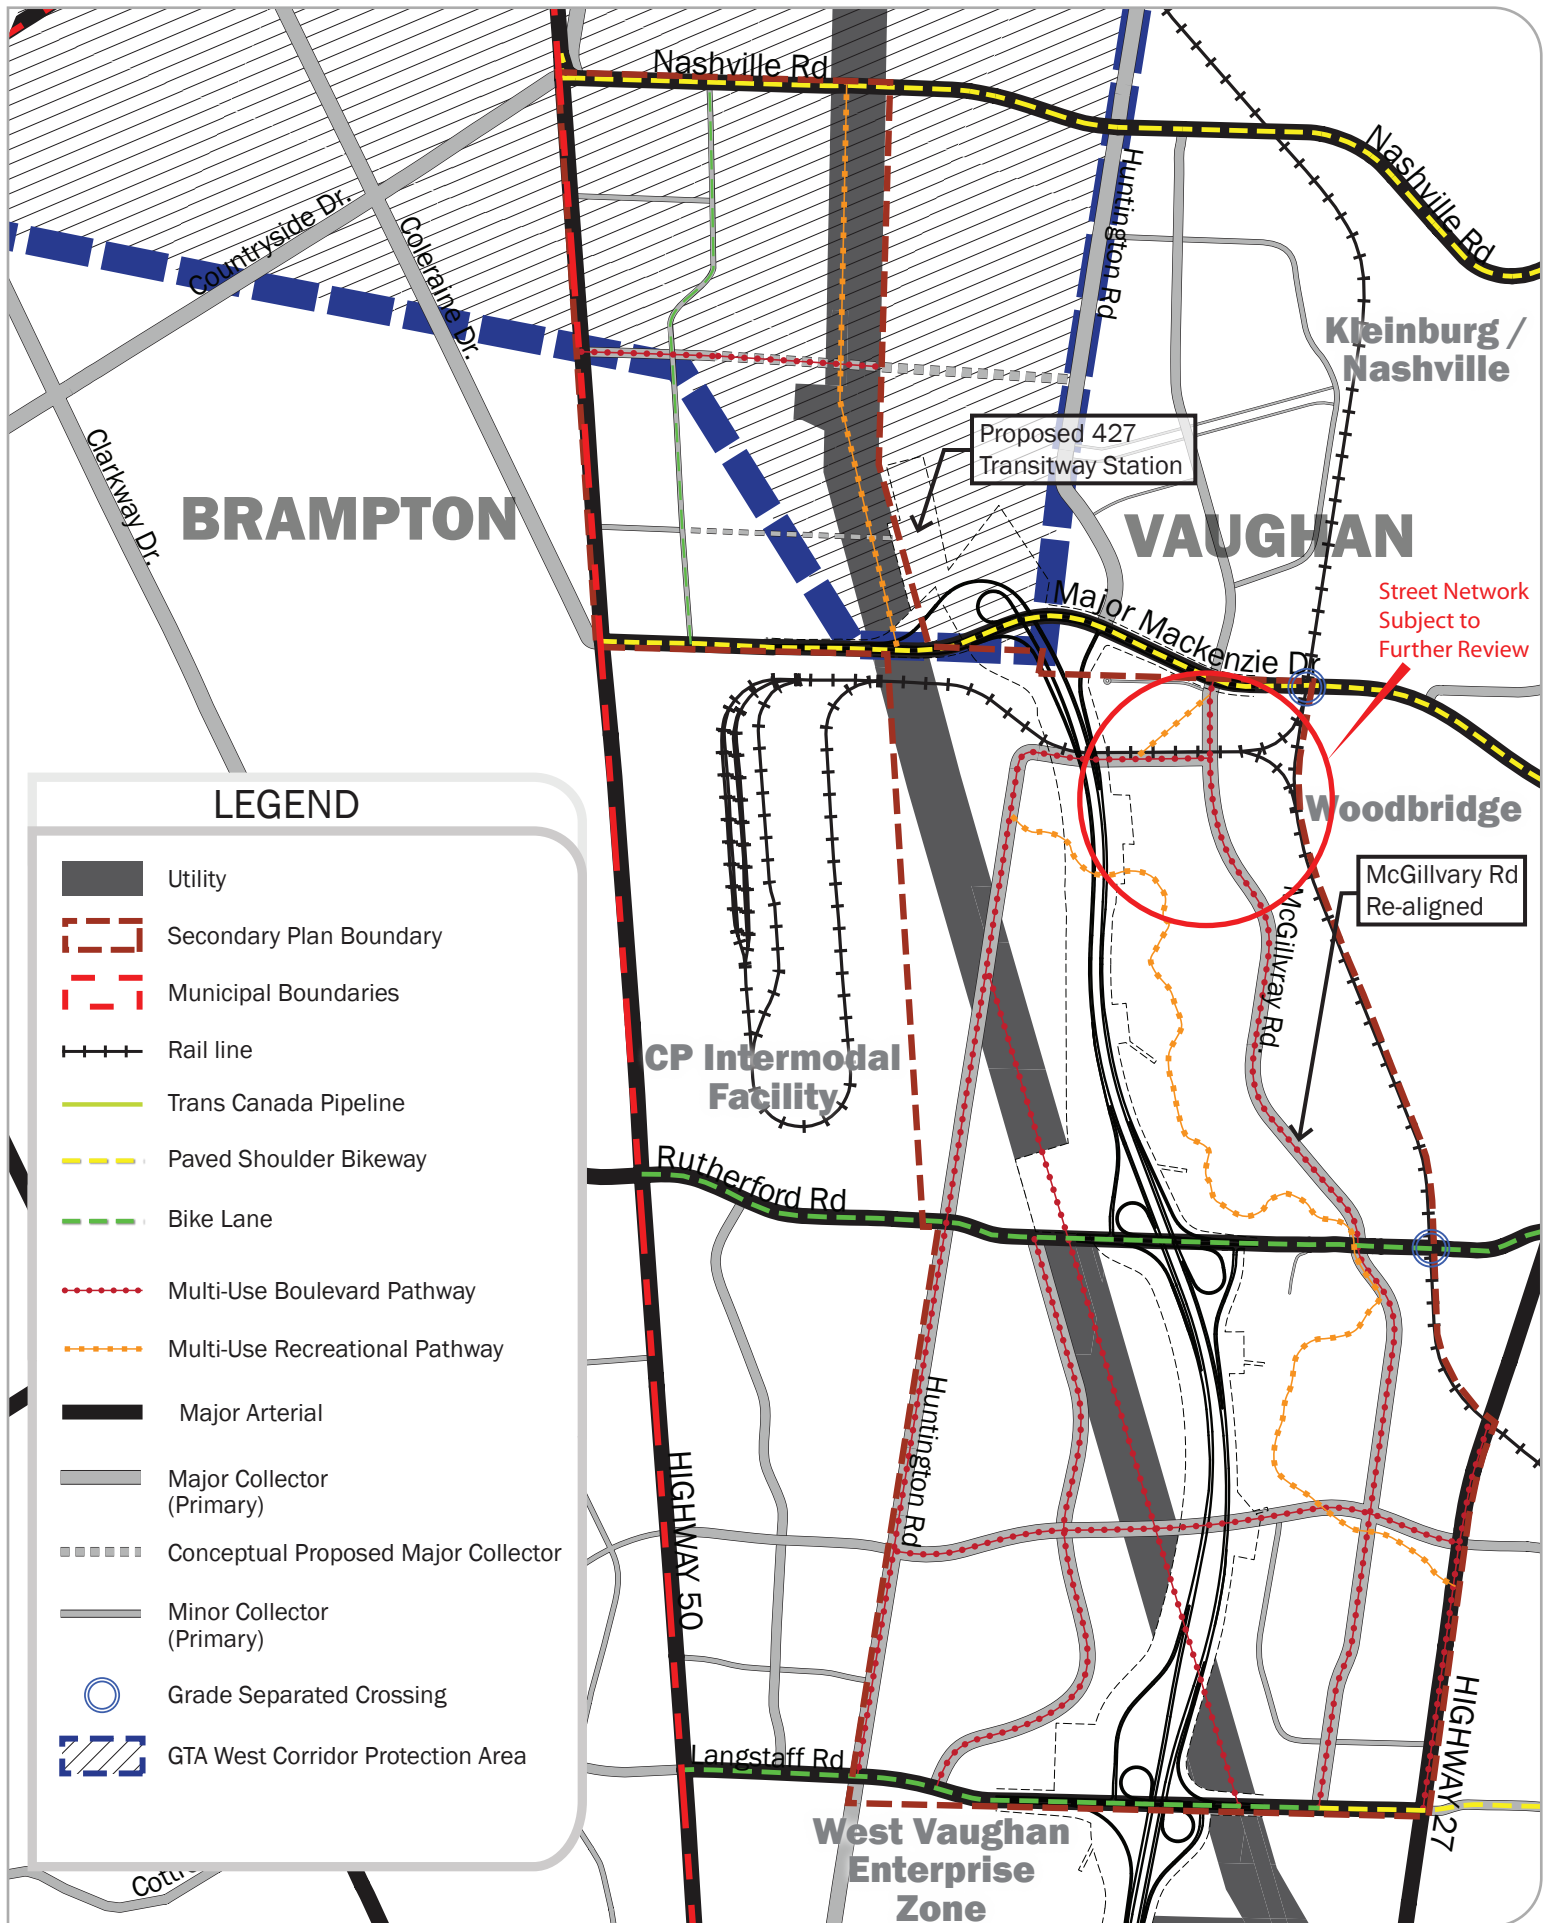 Nashville Rd
Nashville Rd
Huntington Rd
Countryside Dr.
Coleraine Dr.
Kleinburg /
Nashville
Proposed 427
Transitway Station
Clarkway Dr.
BRAMPTON
VAUGHAN
Major Mackenzie Dr
Street Network
Subject to
Further Review
Woodbridge
McGillvary Rd
Re-aligned
McGillvray Rd.
LEGEND
Utility
Secondary Plan Boundary
Municipal Boundaries
Rail line
Trans Canada Pipeline
Paved Shoulder Bikeway
Bike Lane
Multi-Use Boulevard Pathway
Multi-Use Recreational Pathway
Major Arterial
Major Collector
(Primary)
Conceptual Proposed Major Collector
Minor Collector
(Primary)
Grade Separated Crossing
GTA West Corridor Protection Area
CP Intermodal
Facility
Rutherford Rd
Huntington Rd
HIGHWAY 50
Langstaff Rd
HIGHWAY 27
West Vaughan
Enterprise
Zone